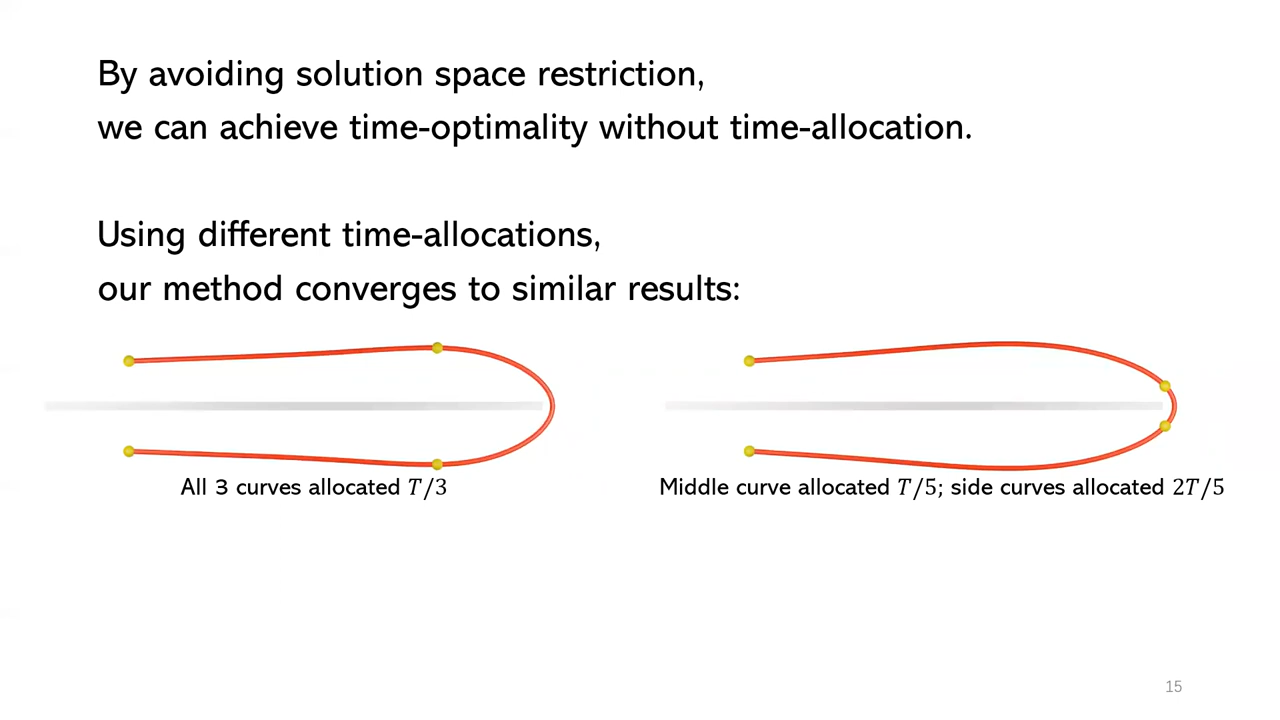 By avoiding solution space restriction,
we can achieve time-optimality without time-allocation.
Using different time-allocations,
our method converges to similar results:
All 3 curves allocated T/3
Middle curve allocated T/5; side curves allocated 2T/5
15